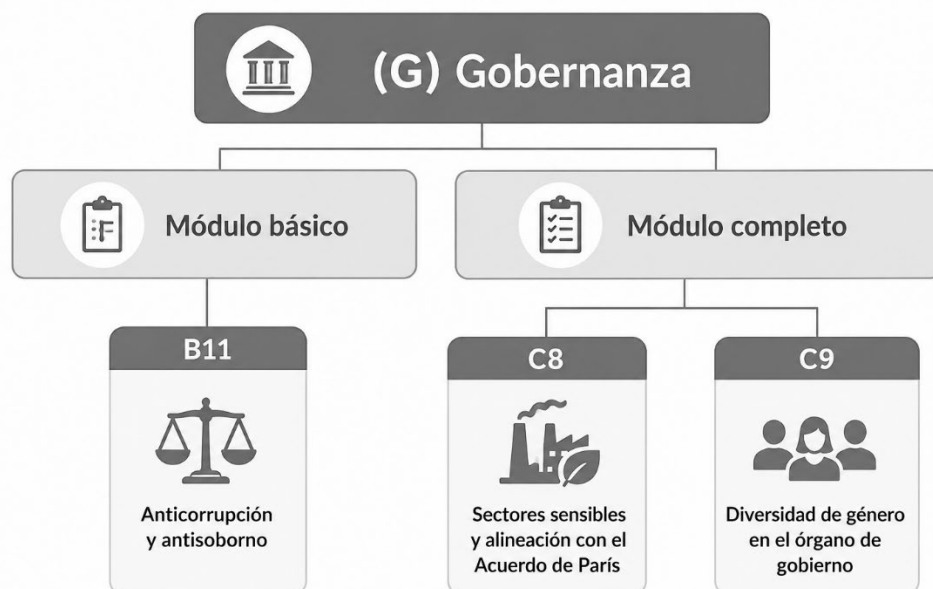 (G) Gobernanza
Módulo básico
Módulo completo
B11
Anticorrupción
y antisoborno
C8
Sectores sensibles
y alineación con el
Acuerdo de París
C9
Diversidad de género
en el órgano de
gobierno